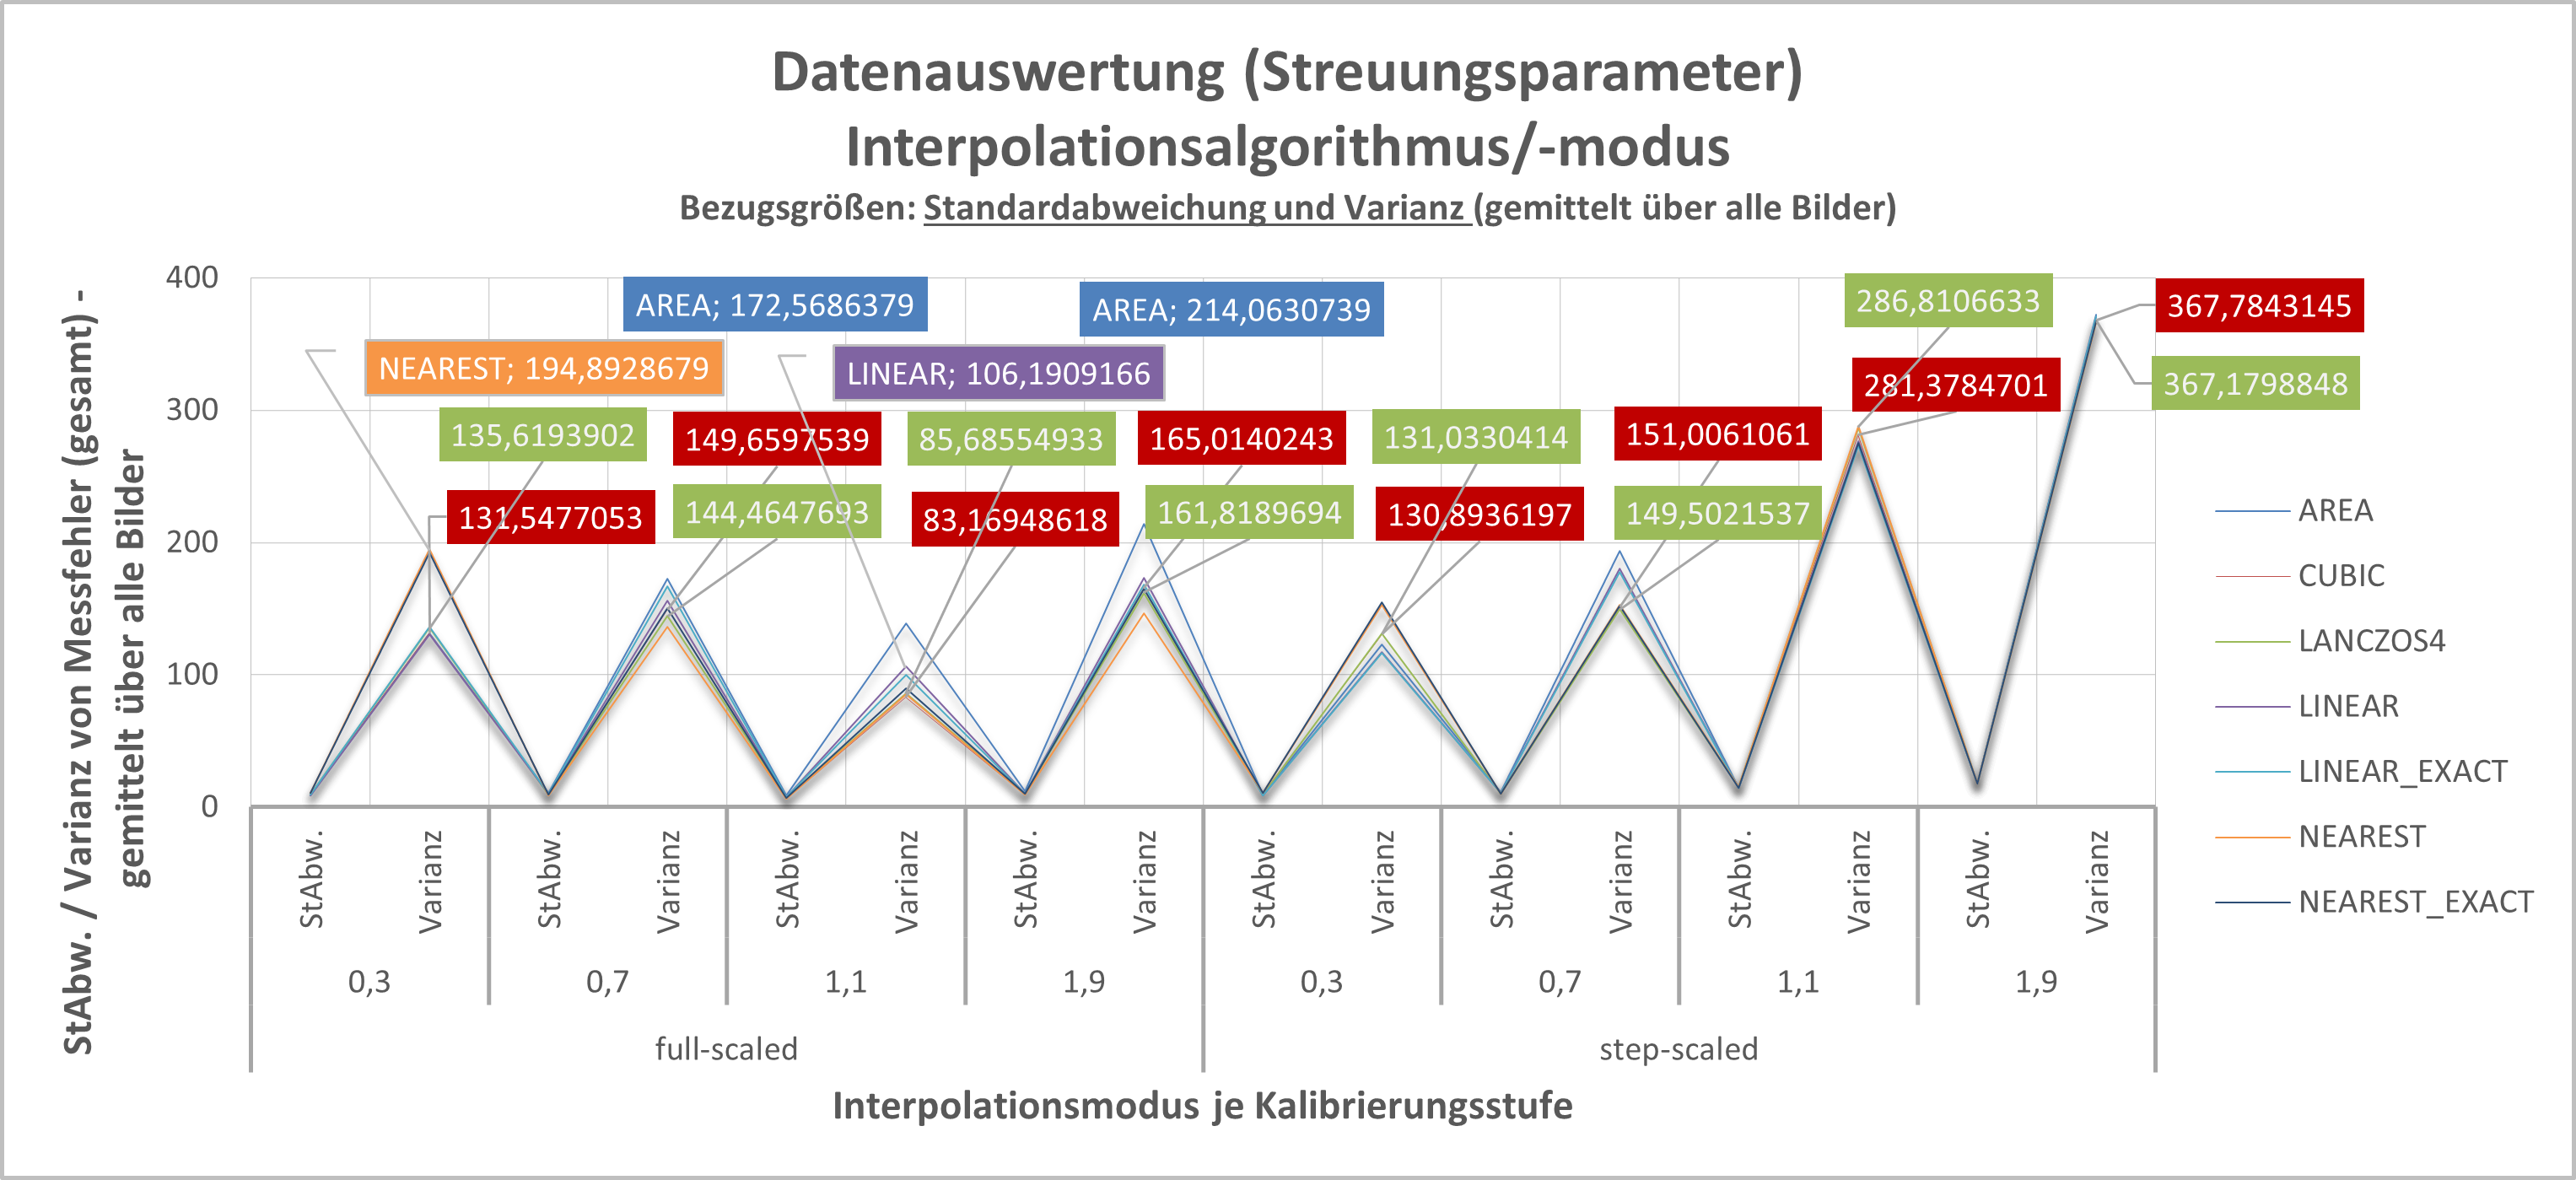 Datenauswertung (Streuungsparameter)
Interpolationsalgorithmus/-modus
Bezugsgrößen: Standardabweichung und Varianz (gemittelt über alle Bilder)
StAbw. / Varianz von Messfehler (gesamt) -
gemittelt über alle Bilder
400
300
200
100
0
AREA; 172,5686379
AREA; 214,0630739
286,8106633
367,7843145
NEAREST; 194,8928679
LINEAR; 106,1909166
281,3784701
367,1798848
135,6193902
149,6597539
85,68554933
165,0140243
131,0330414
151,0061061
131,5477053
144,4647693
83,16948618
161,8189694
130,8936197
149,5021537
AREA
CUBIC
LANCZOS4
LINEAR
LINEAR_EXACT
NEAREST
NEAREST_EXACT
StAbw.
Varianz
StAbw.
Varianz
StAbw.
Varianz
StAbw.
Varianz
StAbw.
Varianz
StAbw.
Varianz
StAbw.
Varianz
StAbw.
Varianz
0,3
0,7
1,1
1,9
0,3
0,7
1,1
1,9
full-scaled
step-scaled
Interpolationsmodus je Kalibrierungsstufe